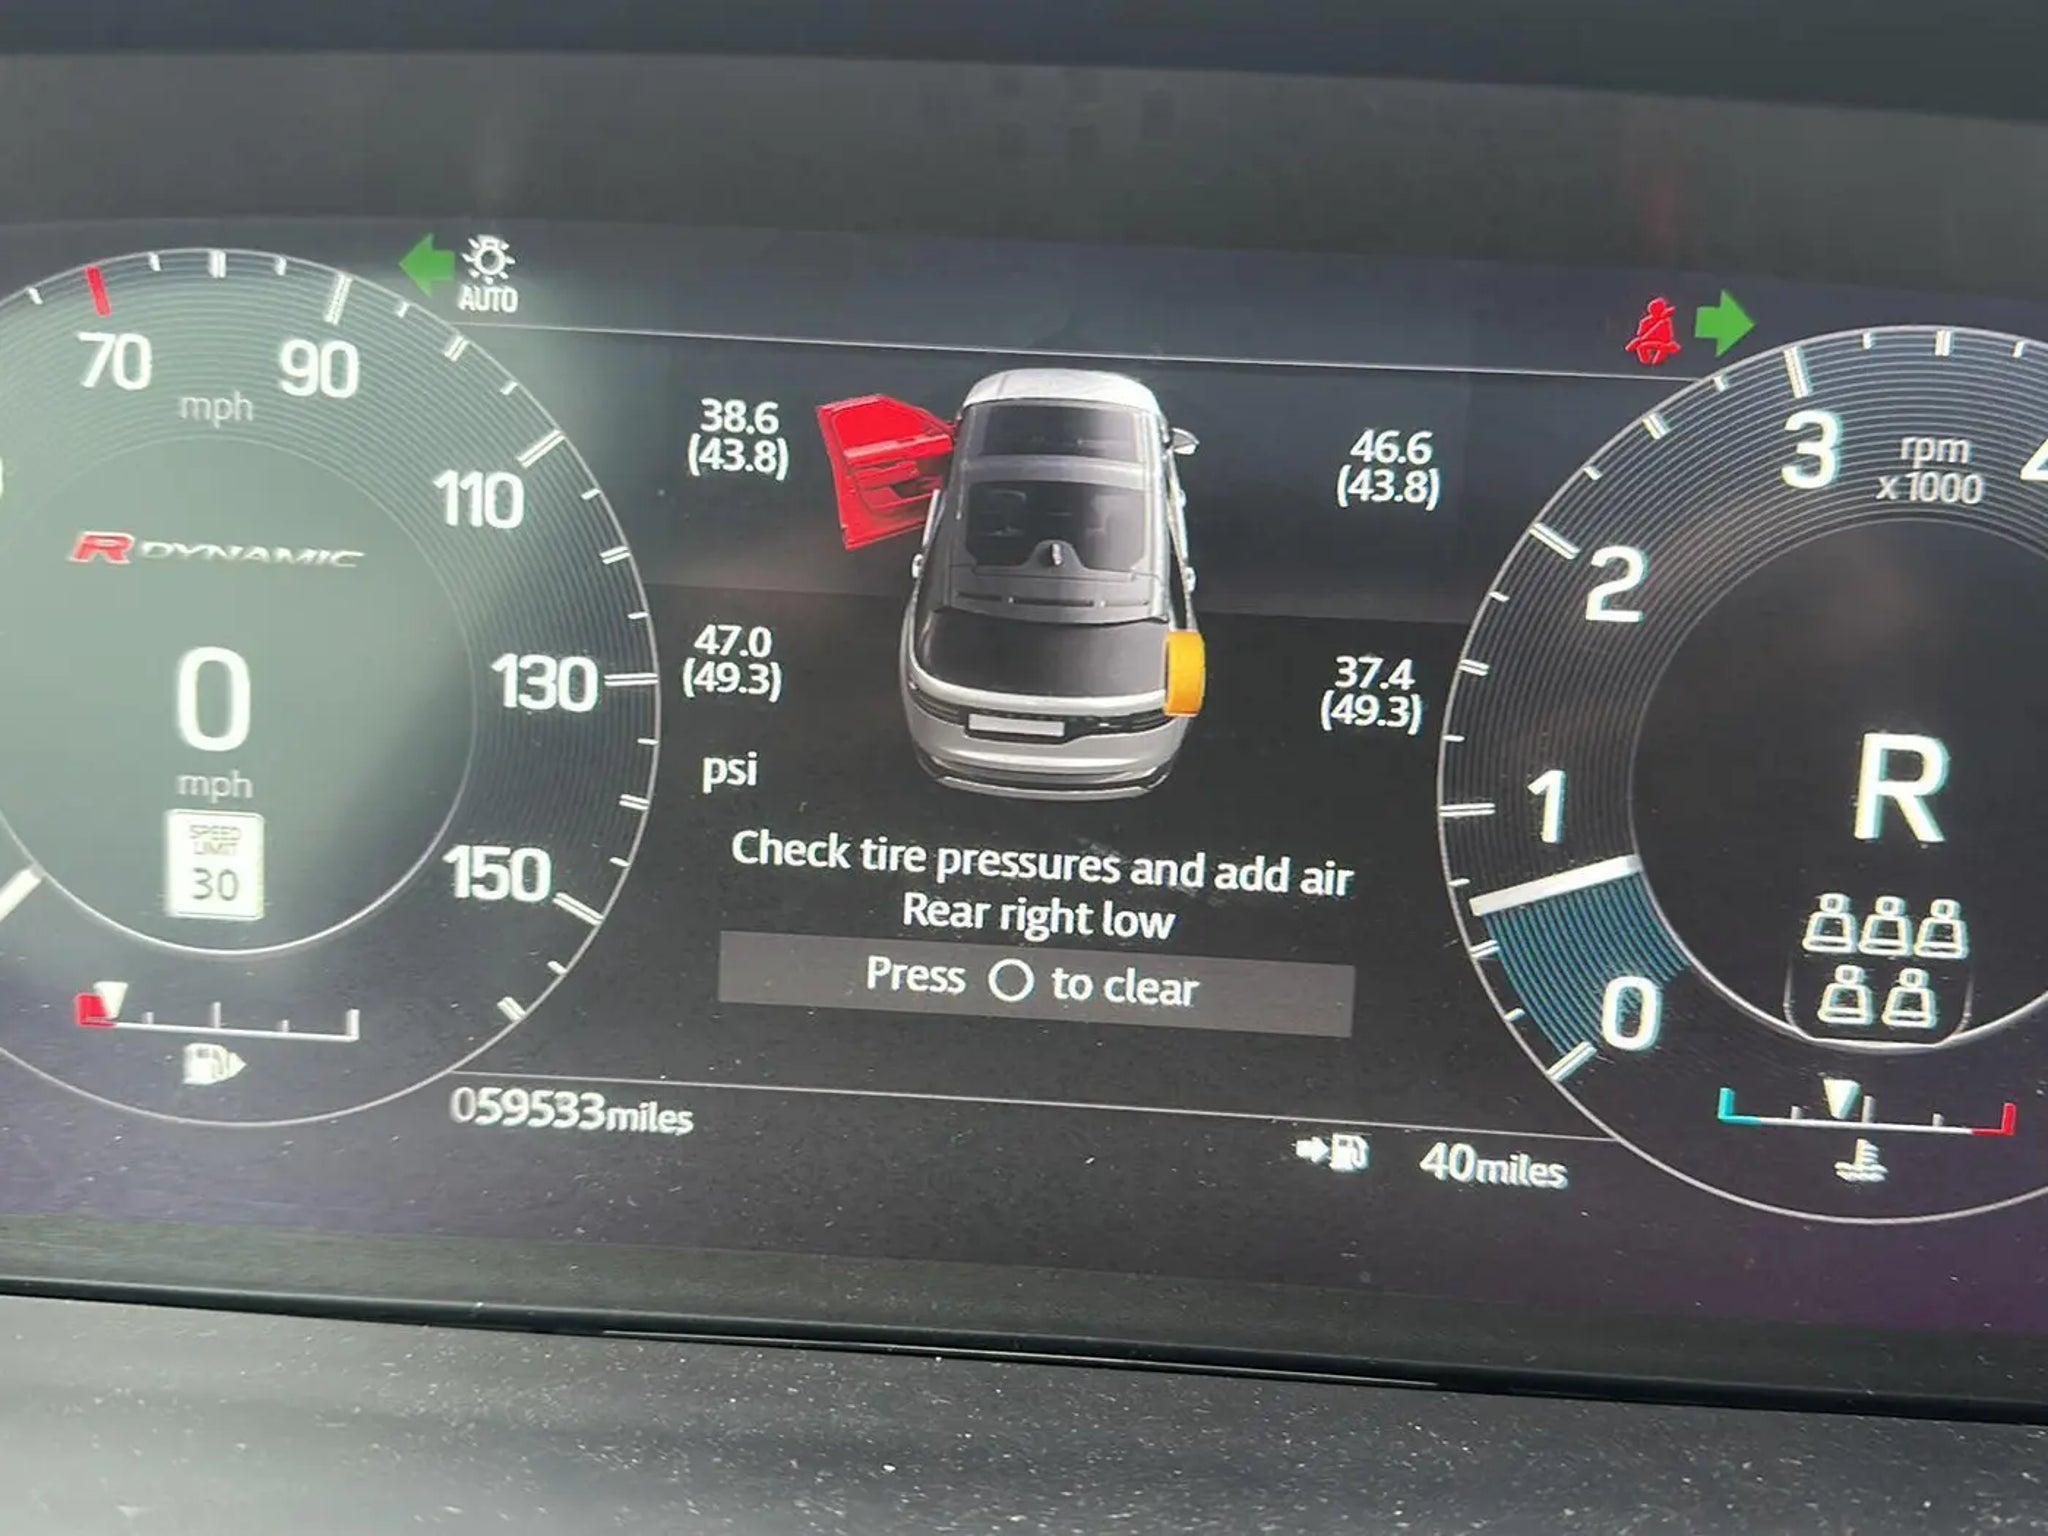 AUTO
70
90
mph
110
130
150
R DYNAMIC
0
mph
SPEED
LIMIT
30
38.6
(43.8)
46.6
(43.8)
47.0
(49.3)
37.4
(49.3)
psi
Check tire pressures and add air
Rear right low
Press O to clear
059533miles
40miles
3
rpm
x1000
2
1
0
R